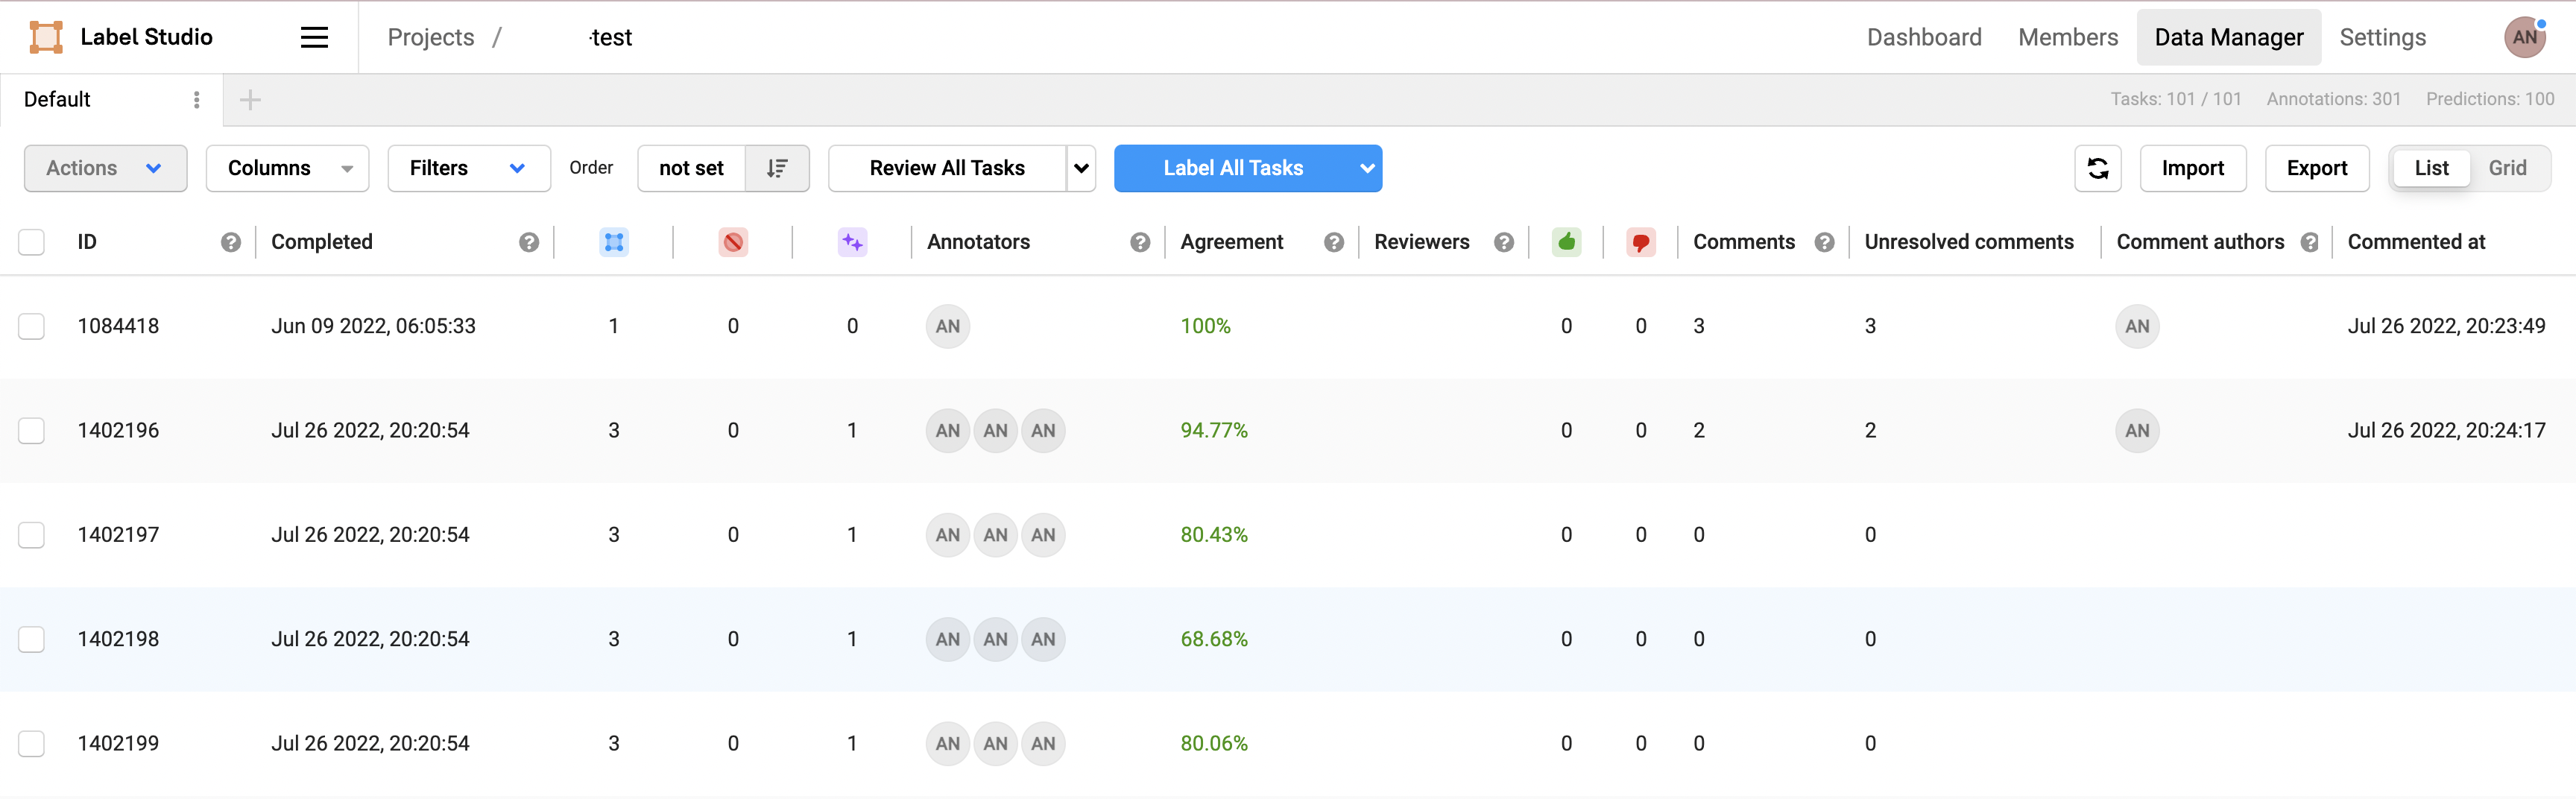 Label Studio Projects / ·test Dashboard Members Data Manager Settings AN
Default Tasks: 101 / 101 Annotations: 301 Predictions: 100
Actions Columns Filters Order not set Review All Tasks Label All Tasks Import Export List Grid
ID Completed Annotators Agreement Reviewers Comments Unresolved comments Comment authors Commented at
1084418 Jun 09 2022, 06:05:33 1 0 0 AN 100% 0 0 3 3 AN Jul 26 2022, 20:23:49
1402196 Jul 26 2022, 20:20:54 3 0 1 AN AN AN 94.77% 0 0 2 2 AN Jul 26 2022, 20:24:17
1402197 Jul 26 2022, 20:20:54 3 0 1 AN AN AN 80.43% 0 0 0 0
1402198 Jul 26 2022, 20:20:54 3 0 1 AN AN AN 68.68% 0 0 0 0
1402199 Jul 26 2022, 20:20:54 3 0 1 AN AN AN 80.06% 0 0 0 0